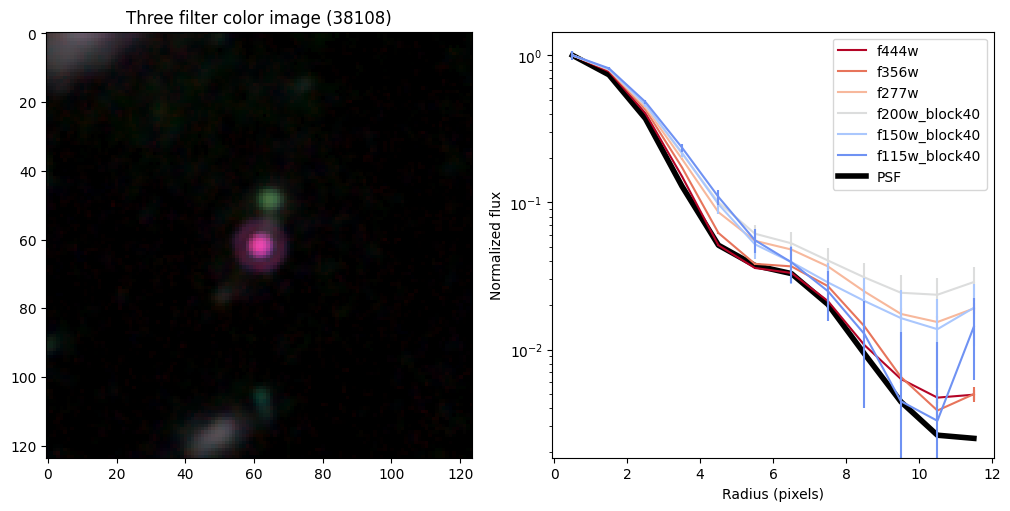 Three filter color image (38108)
0
20
40
60
80
100
120
0 20 40 60 80 100 120
Normalized flux
10⁰
10⁻¹
10⁻²
f444w
f356w
f277w
f200w_block40
f150w_block40
f115w_block40
PSF
0 2 4 6 8 10 12
Radius (pixels)